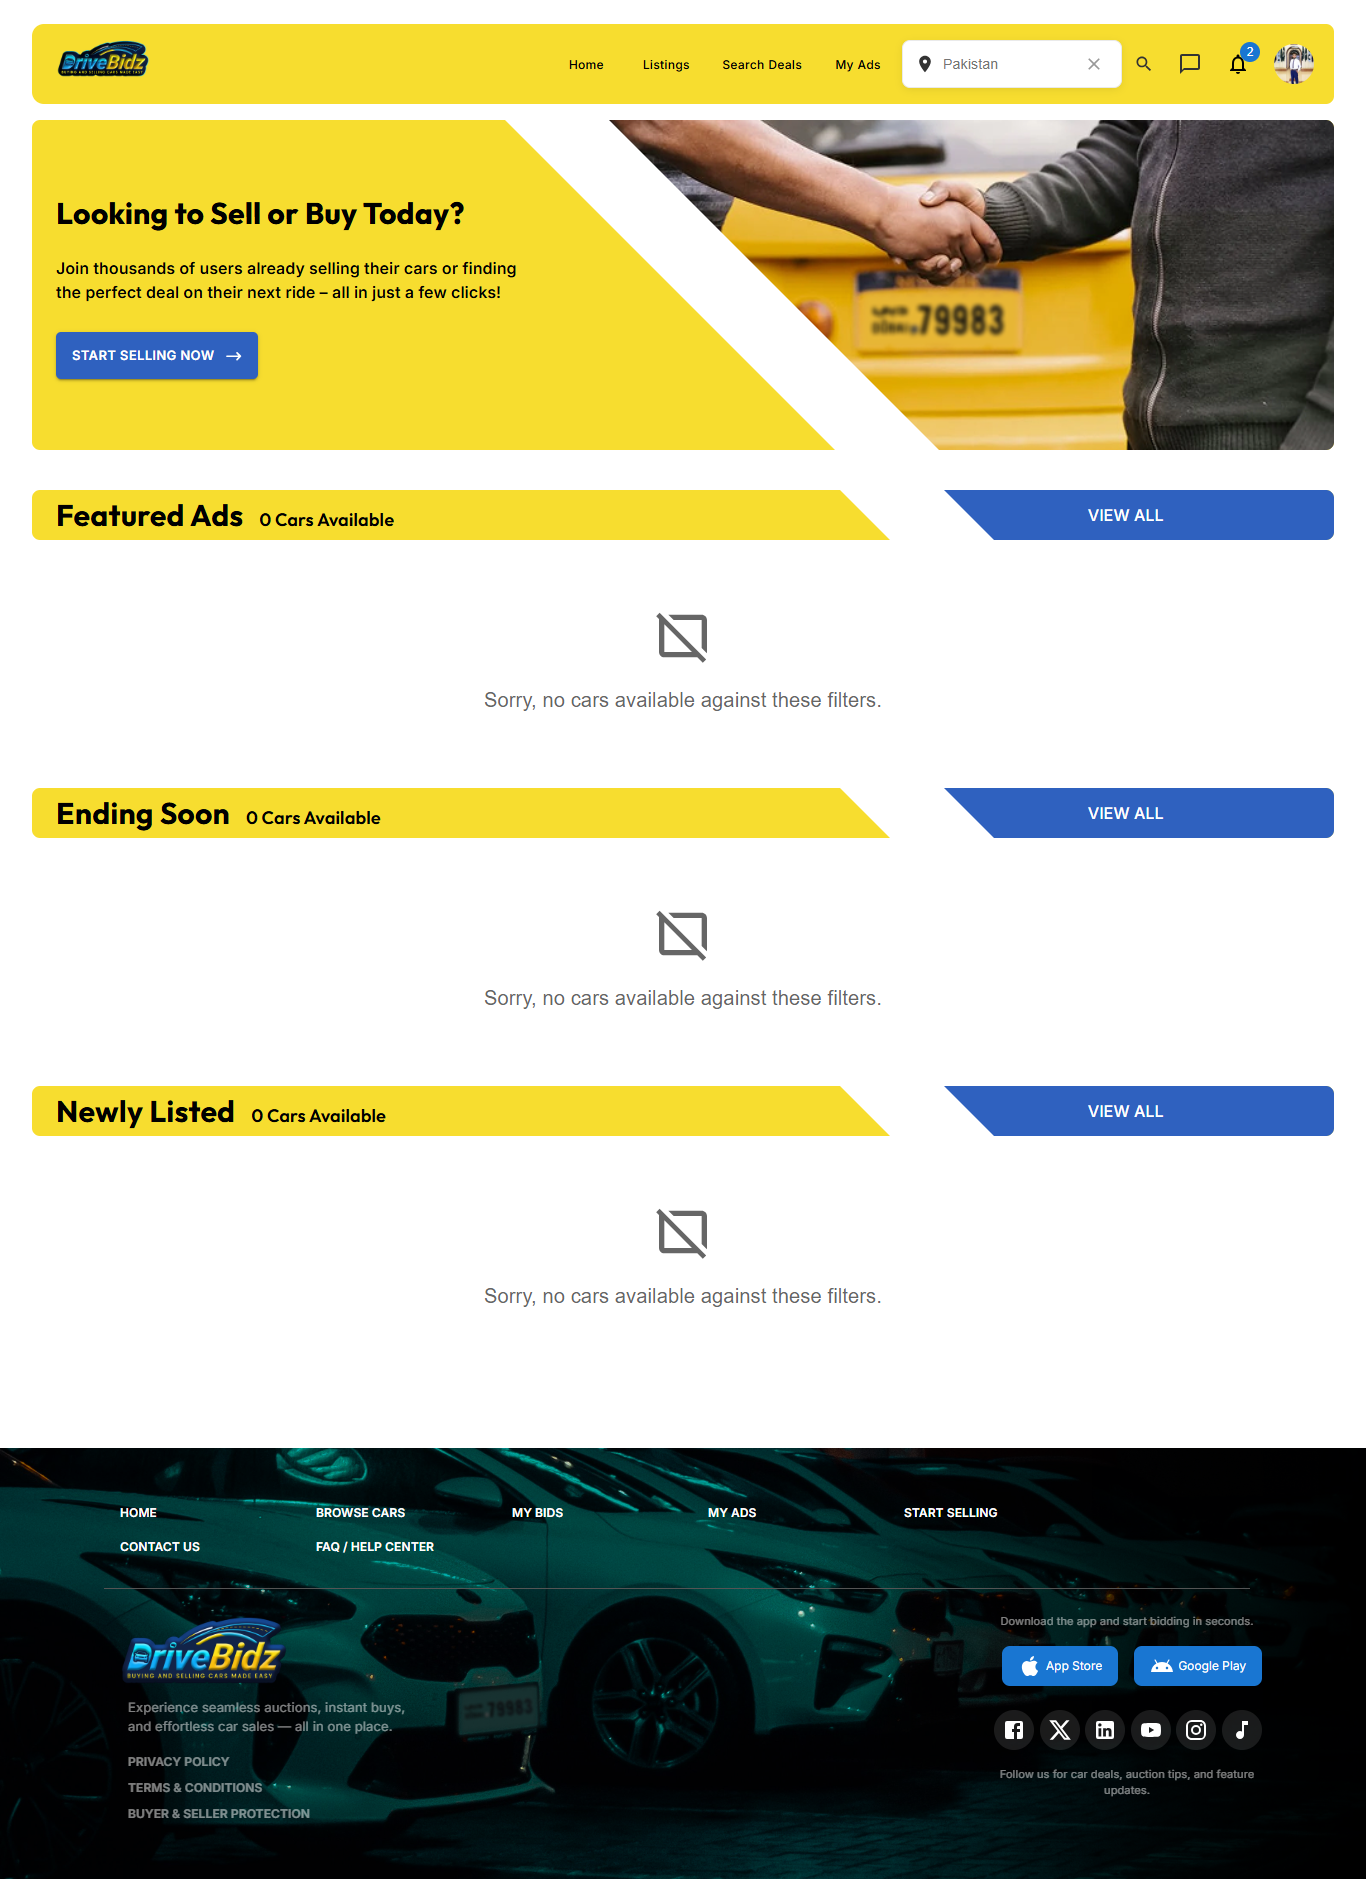 DriveBidz
BUYING AND SELLING CARS MADE EASY
Home
Listings
Search Deals
My Ads
Pakistan
2
Looking to Sell or Buy Today?
Join thousands of users already selling their cars or finding
the perfect deal on their next ride – all in just a few clicks!
START SELLING NOW
79983
Featured Ads 0 Cars Available
VIEW ALL
Sorry, no cars available against these filters.
Ending Soon 0 Cars Available
VIEW ALL
Sorry, no cars available against these filters.
Newly Listed 0 Cars Available
VIEW ALL
Sorry, no cars available against these filters.
HOME
BROWSE CARS
MY BIDS
MY ADS
START SELLING
CONTACT US
FAQ / HELP CENTER
DriveBidz
BUYING AND SELLING CARS MADE EASY
Experience seamless auctions, instant buys,
and effortless car sales — all in one place.
PRIVACY POLICY
TERMS & CONDITIONS
BUYER & SELLER PROTECTION
79983
Download the app and start bidding in seconds.
App Store
Google Play
Follow us for car deals, auction tips, and feature
updates.